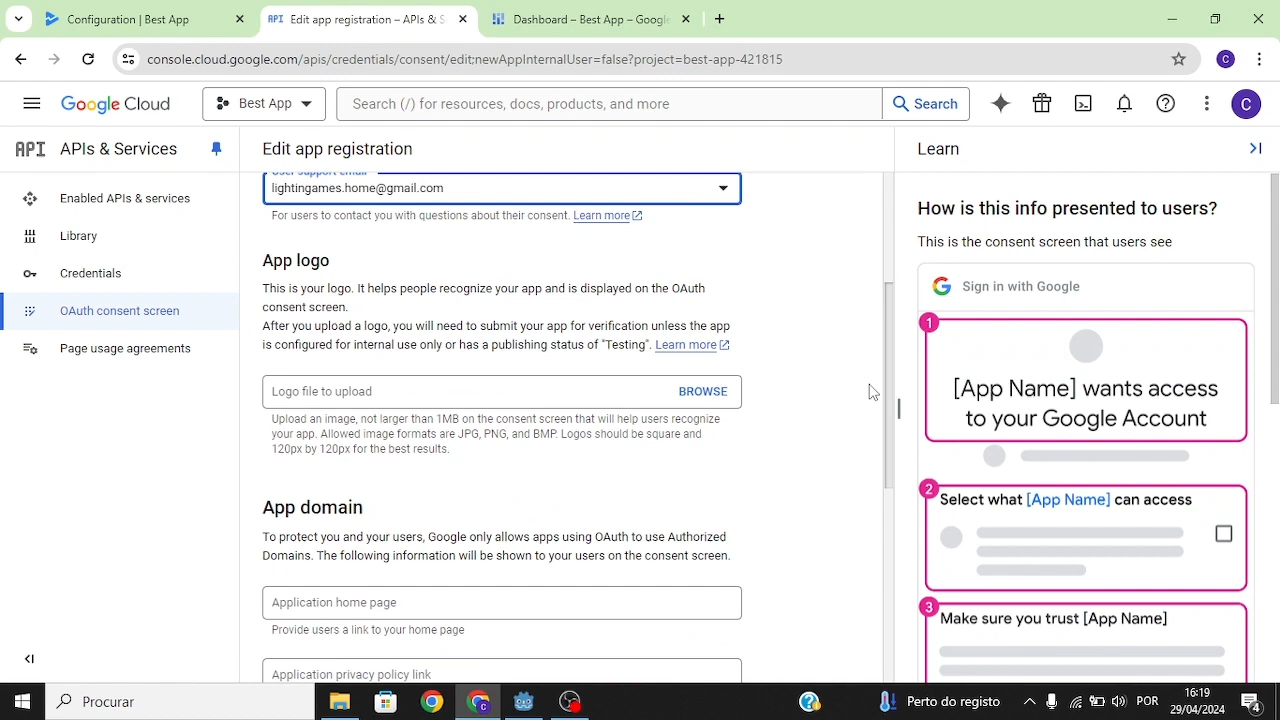 Configuration | Best App
API Edit app registration – APIs & S
Dashboard – Best App – Google
console.cloud.google.com/apis/credentials/consent/edit;newAppInternalUser=false?project=best-app-421815
C
Google Cloud
Best App
Search (/) for resources, docs, products, and more
Search
C
API APIs & Services
Edit app registration
Learn
Enabled APIs & services
Library
Credentials
OAuth consent screen
Page usage agreements
User support email
lightingames.home@gmail.com
For users to contact you with questions about their consent. Learn more
App logo
This is your logo. It helps people recognize your app and is displayed on the OAuth
consent screen.
After you upload a logo, you will need to submit your app for verification unless the app
is configured for internal use only or has a publishing status of "Testing". Learn more
Logo file to upload
BROWSE
Upload an image, not larger than 1MB on the consent screen that will help users recognize
your app. Allowed image formats are JPG, PNG, and BMP. Logos should be square and
120px by 120px for the best results.
App domain
To protect you and your users, Google only allows apps using OAuth to use Authorized
Domains. The following information will be shown to your users on the consent screen.
Application home page
Provide users a link to your home page
Application privacy policy link
How is this info presented to users?
This is the consent screen that users see
G Sign in with Google
1
[App Name] wants access
to your Google Account
2
Select what [App Name] can access
3
Make sure you trust [App Name]
Procurar
C
Perto do registo
POR
16:19
29/04/2024
4